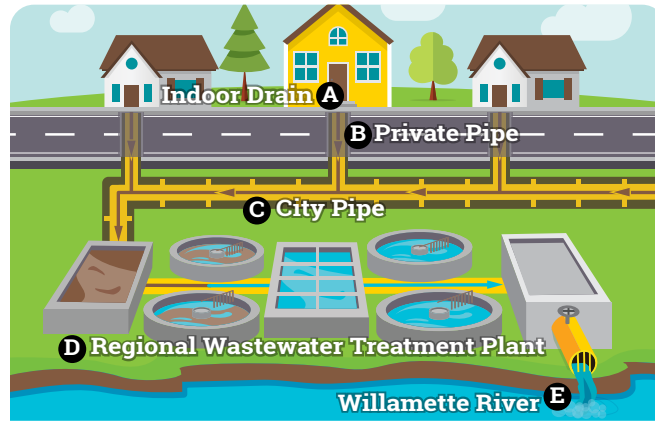 Indoor Drain A
B Private Pipe
C City Pipe
D Regional Wastewater Treatment Plant
Willamette River E